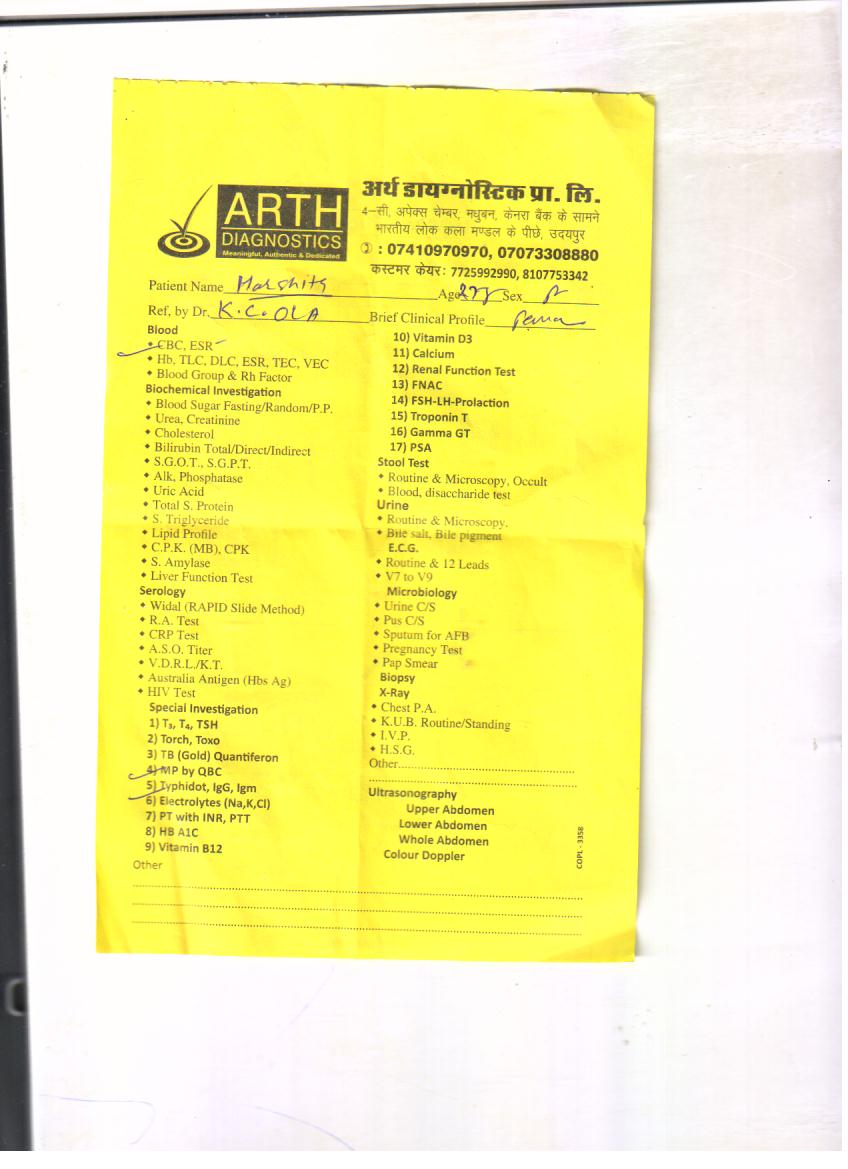 ARTH
DIAGNOSTICS
Meaningful, Authentic & Dedicated
अर्थ डायग्नोस्टिक प्रा. लि.
4-सी, अपेक्स चेम्बर, मधुबन, केनरा बैंक के सामने
भारतीय लोक कला मण्डल के पीछे, उदयपुर
: 07410970970, 07073308880
कस्टमर केयर: 7725992990, 8107753342
Patient Name Harshita Age Sex
Ref, by Dr. K.C. OLA Brief Clinical Profile
Blood
• CBC, ESR
• Hb, TLC, DLC, ESR, TEC, VEC
• Blood Group & Rh Factor
Biochemical Investigation
• Blood Sugar Fasting/Random/P.P.
• Urea, Creatinine
• Cholesterol
• Bilirubin Total/Direct/Indirect
• S.G.O.T., S.G.P.T.
• Alk, Phosphatase
• Uric Acid
• Total S. Protein
• S. Triglyceride
• Lipid Profile
• C.P.K. (MB), CPK
• S. Amylase
• Liver Function Test
Serology
• Widal (RAPID Slide Method)
• R.A. Test
• CRP Test
• A.S.O. Titer
• V.D.R.L./K.T.
• Australia Antigen (Hbs Ag)
• HIV Test
Special Investigation
1) T₃, T₄, TSH
2) Torch, Toxo
3) TB (Gold) Quantiferon
4) MP by QBC
5) Typhidot, IgG, Igm
6) Electrolytes (Na,K,Cl)
7) PT with INR, PTT
8) HB A1C
9) Vitamin B12
Other
10) Vitamin D3
11) Calcium
12) Renal Function Test
13) FNAC
14) FSH-LH-Prolaction
15) Troponin T
16) Gamma GT
17) PSA
Stool Test
• Routine & Microscopy, Occult
• Blood, disaccharide test
Urine
• Routine & Microscopy.
• Bile salt, Bile pigment
E.C.G.
• Routine & 12 Leads
• V7 to V9
Microbiology
• Urine C/S
• Pus C/S
• Sputum for AFB
• Pregnancy Test
• Pap Smear
Biopsy
X-Ray
• Chest P.A.
• K.U.B. Routine/Standing
• I.V.P.
• H.S.G.
Other
Ultrasonography
Upper Abdomen
Lower Abdomen
Whole Abdomen
Colour Doppler
COPL - 3358